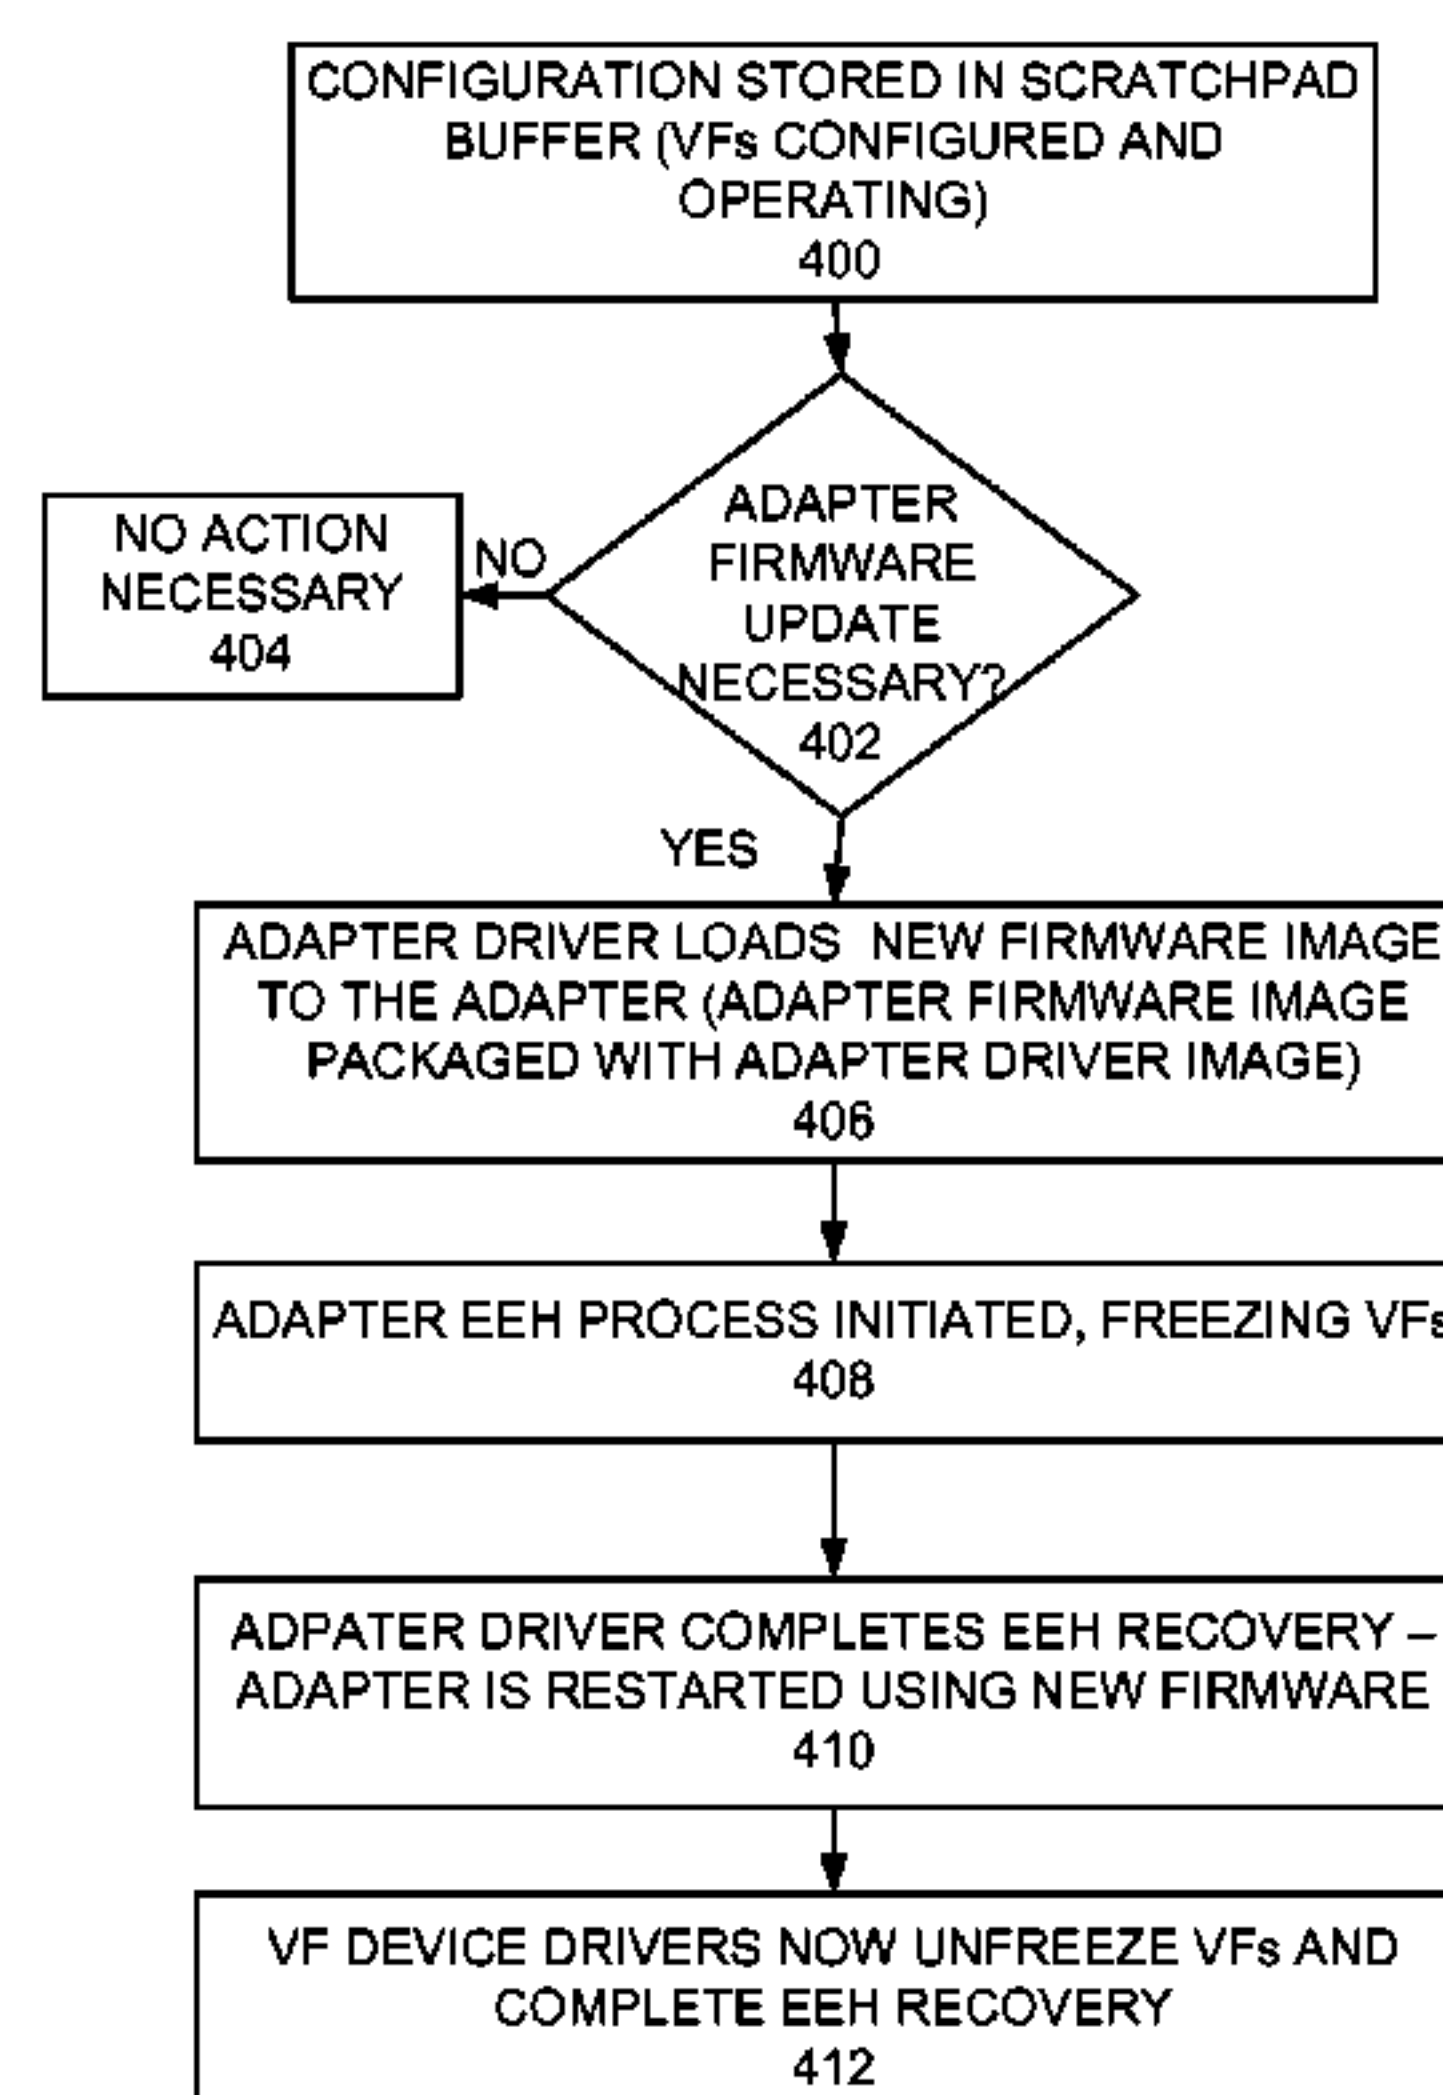 CONFIGURATION STORED IN SCRATCHPAD
BUFFER (VFs CONFIGURED AND
OPERATING)
400
ADAPTER
FIRMWARE
UPDATE
NECESSARY?
402
NO
NO ACTION
NECESSARY
404
YES
ADAPTER DRIVER LOADS NEW FIRMWARE IMAGE
TO THE ADAPTER (ADAPTER FIRMWARE IMAGE
PACKAGED WITH ADAPTER DRIVER IMAGE)
406
ADAPTER EEH PROCESS INITIATED, FREEZING VFs
408
ADPATER DRIVER COMPLETES EEH RECOVERY –
ADAPTER IS RESTARTED USING NEW FIRMWARE
410
VF DEVICE DRIVERS NOW UNFREEZE VFs AND
COMPLETE EEH RECOVERY
412